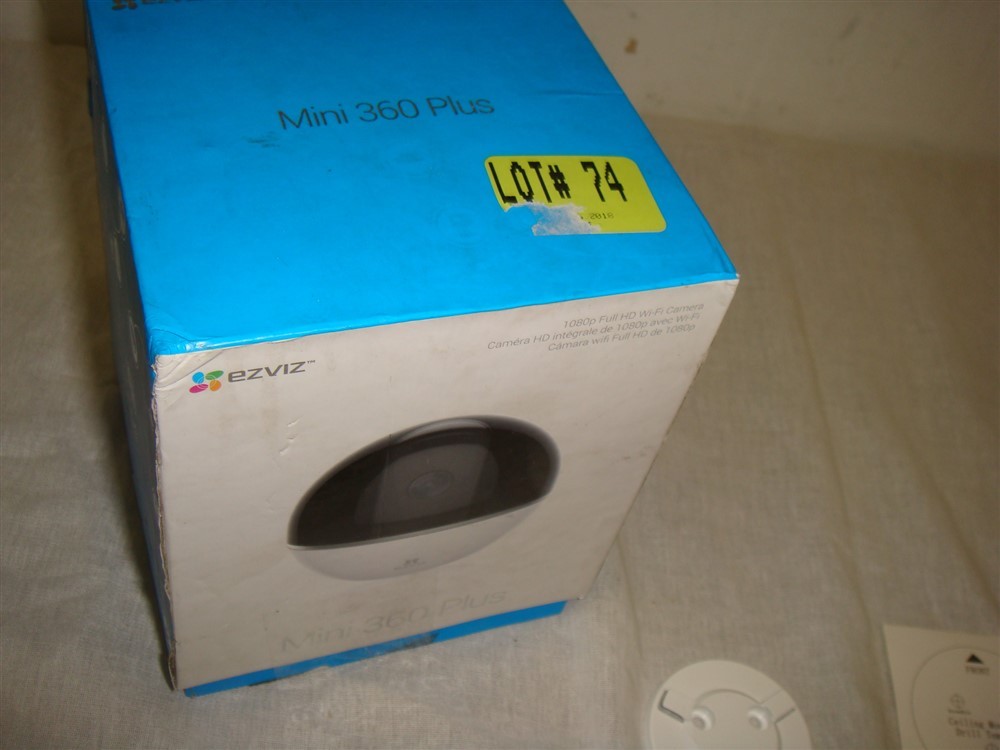 Mini 360 Plus
LOT# 74
2018
1080p Full HD Wi-Fi Camera
Caméra HD intégrale de 1080p avec Wi-Fi
Cámara wifi Full HD de 1080p
ezviz™
Mini 360 Plus
FRONT
Ceiling
Drill